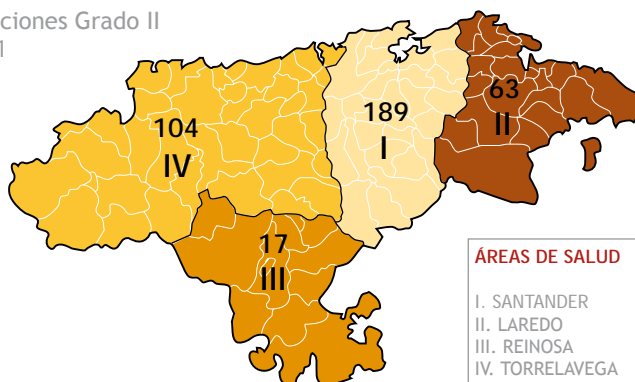 ciones Grado II
1
104
IV
189
I
63
II
17
III
ÁREAS DE SALUD
I. SANTANDER
II. LAREDO
III. REINOSA
IV. TORRELAVEGA